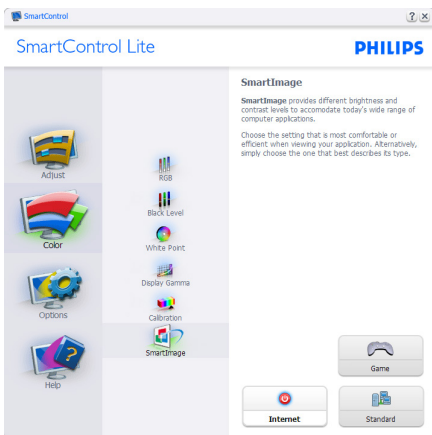 SmartControl
SmartControl Lite
PHILIPS
Adjust
Color
Options
Help
RGB
Black Level
White Point
Display Gamma
Calibration
SmartImage
SmartImage
SmartImage provides different brightness and
contrast levels to accomodate today's wide range of
computer applications.
Choose the setting that is most comfortable or
efficient when viewing your application. Alternatively,
simply choose the one that best describes its type.
Game
Internet
Standard